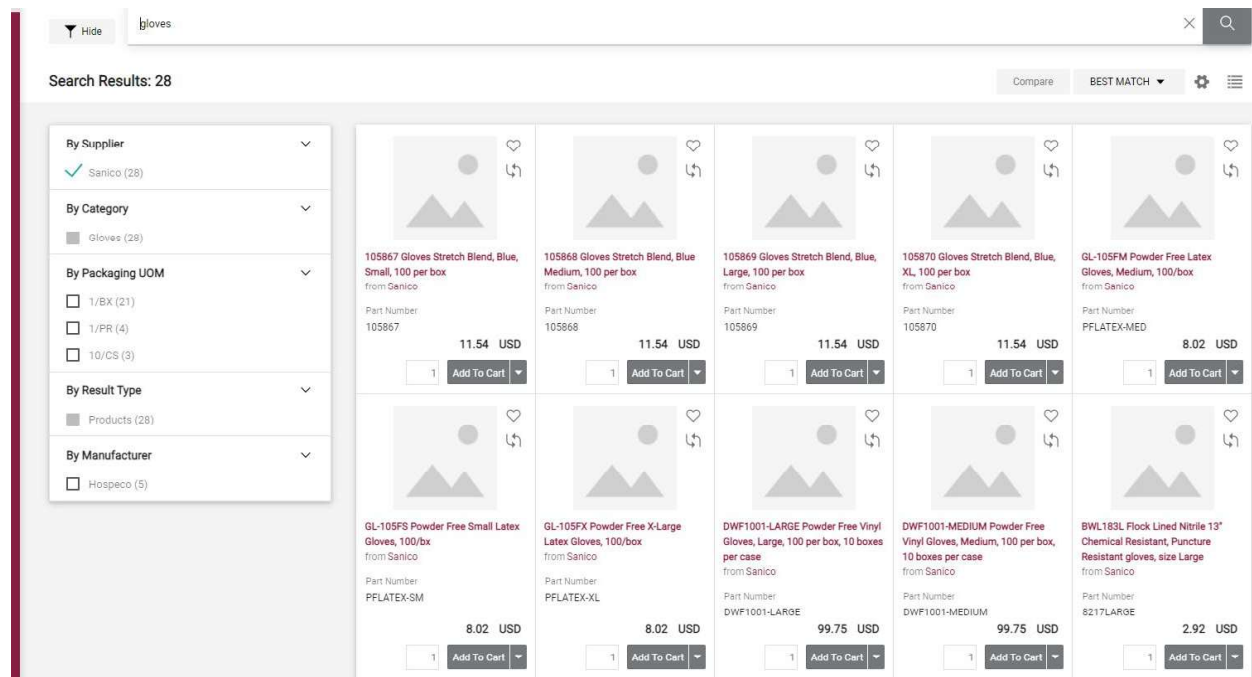 Hide
gloves
Search Results: 28
Compare
BEST MATCH
By Supplier
Sanico (28)
By Category
Gloves (28)
By Packaging UOM
1/BX (21)
1/PR (4)
10/CS (3)
By Result Type
Products (28)
By Manufacturer
Hospeco (5)
105867 Gloves Stretch Blend, Blue,
Small, 100 per box
from Sanico
Part Number
105867
11.54 USD
1 Add To Cart
105868 Gloves Stretch Blend, Blue
Medium, 100 per box
from Sanico
Part Number
105868
11.54 USD
1 Add To Cart
105869 Gloves Stretch Blend, Blue,
Large, 100 per box
from Sanico
Part Number
105869
11.54 USD
1 Add To Cart
105870 Gloves Stretch Blend, Blue,
XL, 100 per box
from Sanico
Part Number
105870
11.54 USD
1 Add To Cart
GL-105FM Powder Free Latex
Gloves, Medium, 100/box
from Sanico
Part Number
PFLATEX-MED
8.02 USD
1 Add To Cart
GL-105FS Powder Free Small Latex
Gloves, 100/bx
from Sanico
Part Number
PFLATEX-SM
8.02 USD
1 Add To Cart
GL-105FX Powder Free X-Large
Latex Gloves, 100/box
from Sanico
Part Number
PFLATEX-XL
8.02 USD
1 Add To Cart
DWF1001-LARGE Powder Free Vinyl
Gloves, Large, 100 per box, 10 boxes
per case
from Sanico
Part Number
DWF1001-LARGE
99.75 USD
1 Add To Cart
DWF1001-MEDIUM Powder Free
Vinyl Gloves, Medium, 100 per box,
10 boxes per case
from Sanico
Part Number
DWF1001-MEDIUM
99.75 USD
1 Add To Cart
BWL183L Flock Lined Nitrile 13"
Chemical Resistant, Puncture
Resistant gloves, size Large
from Sanico
Part Number
8217LARGE
2.92 USD
1 Add To Cart